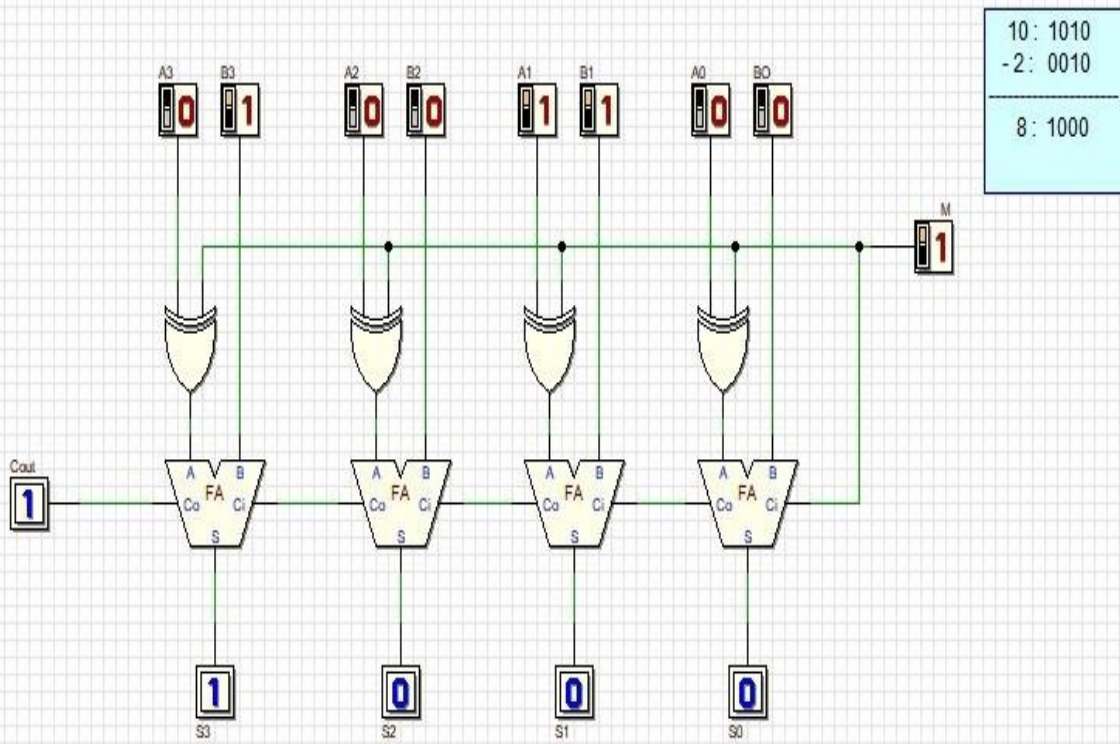 10: 1010
-2: 0010
8: 1000
A3 B3 A2 B2 A1 B1 A0 BO
0 1 0 0 1 1 0 0
M
1
A B A B A B A B
FA FA FA FA
Cout
1
Co Ci Co Ci Co Ci Co Ci
S S S S
1 0 0 0
S3 S2 S1 S0